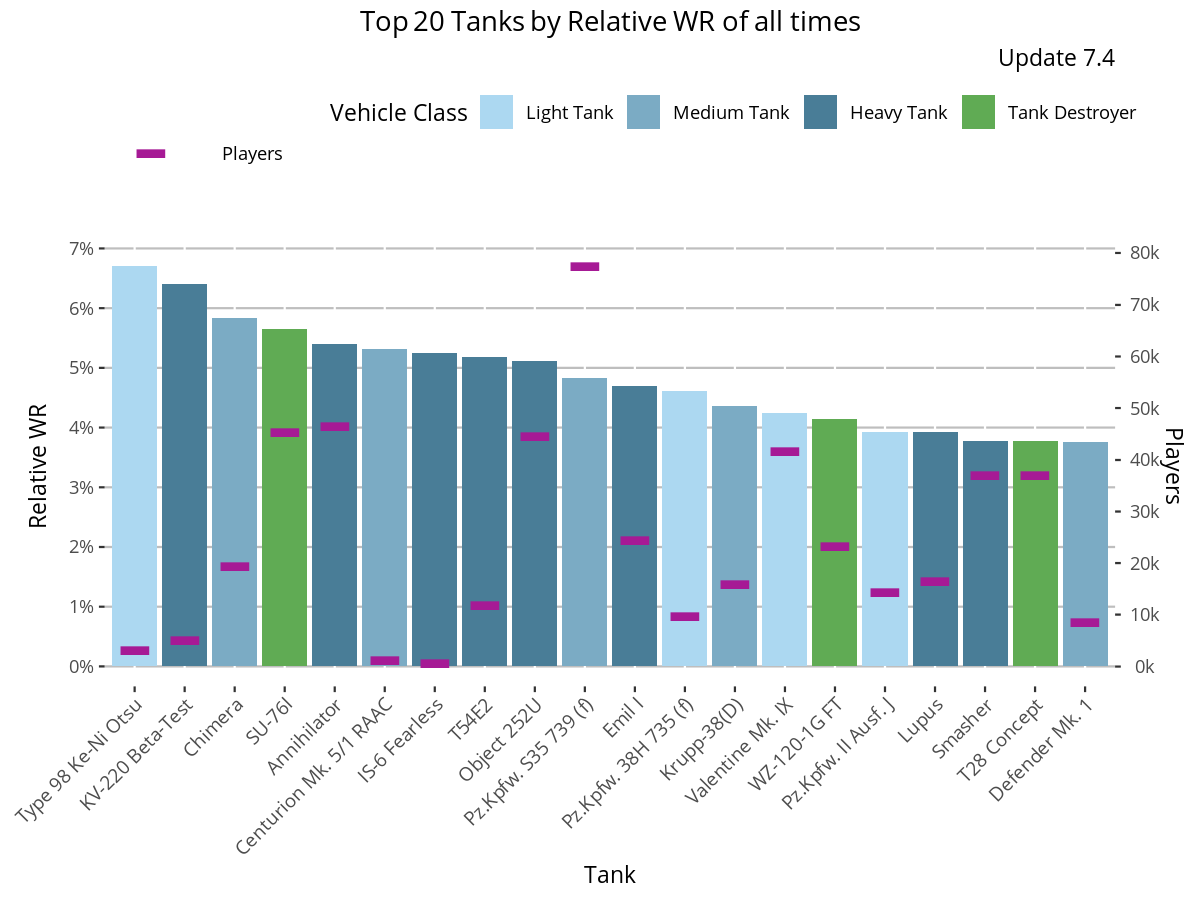 Top 20 Tanks by Relative WR of all times
Update 7.4
Vehicle Class
Light Tank
Medium Tank
Heavy Tank
Tank Destroyer
Players
7%
6%
5%
4%
3%
2%
1%
0%
Relative WR
80k
70k
60k
50k
40k
30k
20k
10k
0k
Players
Type 98 Ke-Ni Otsu
KV-220 Beta-Test
Chimera
SU-76I
Annihilator
Centurion Mk. 5/1 RAAC
IS-6 Fearless
T54E2
Object 252U
Pz.Kpfw. S35 739 (f)
Emil I
Pz.Kpfw. 38H 735 (f)
Krupp-38(D)
Valentine Mk. IX
WZ-120-1G FT
Pz.Kpfw. II Ausf. J
Lupus
Smasher
T28 Concept
Defender Mk. 1
Tank